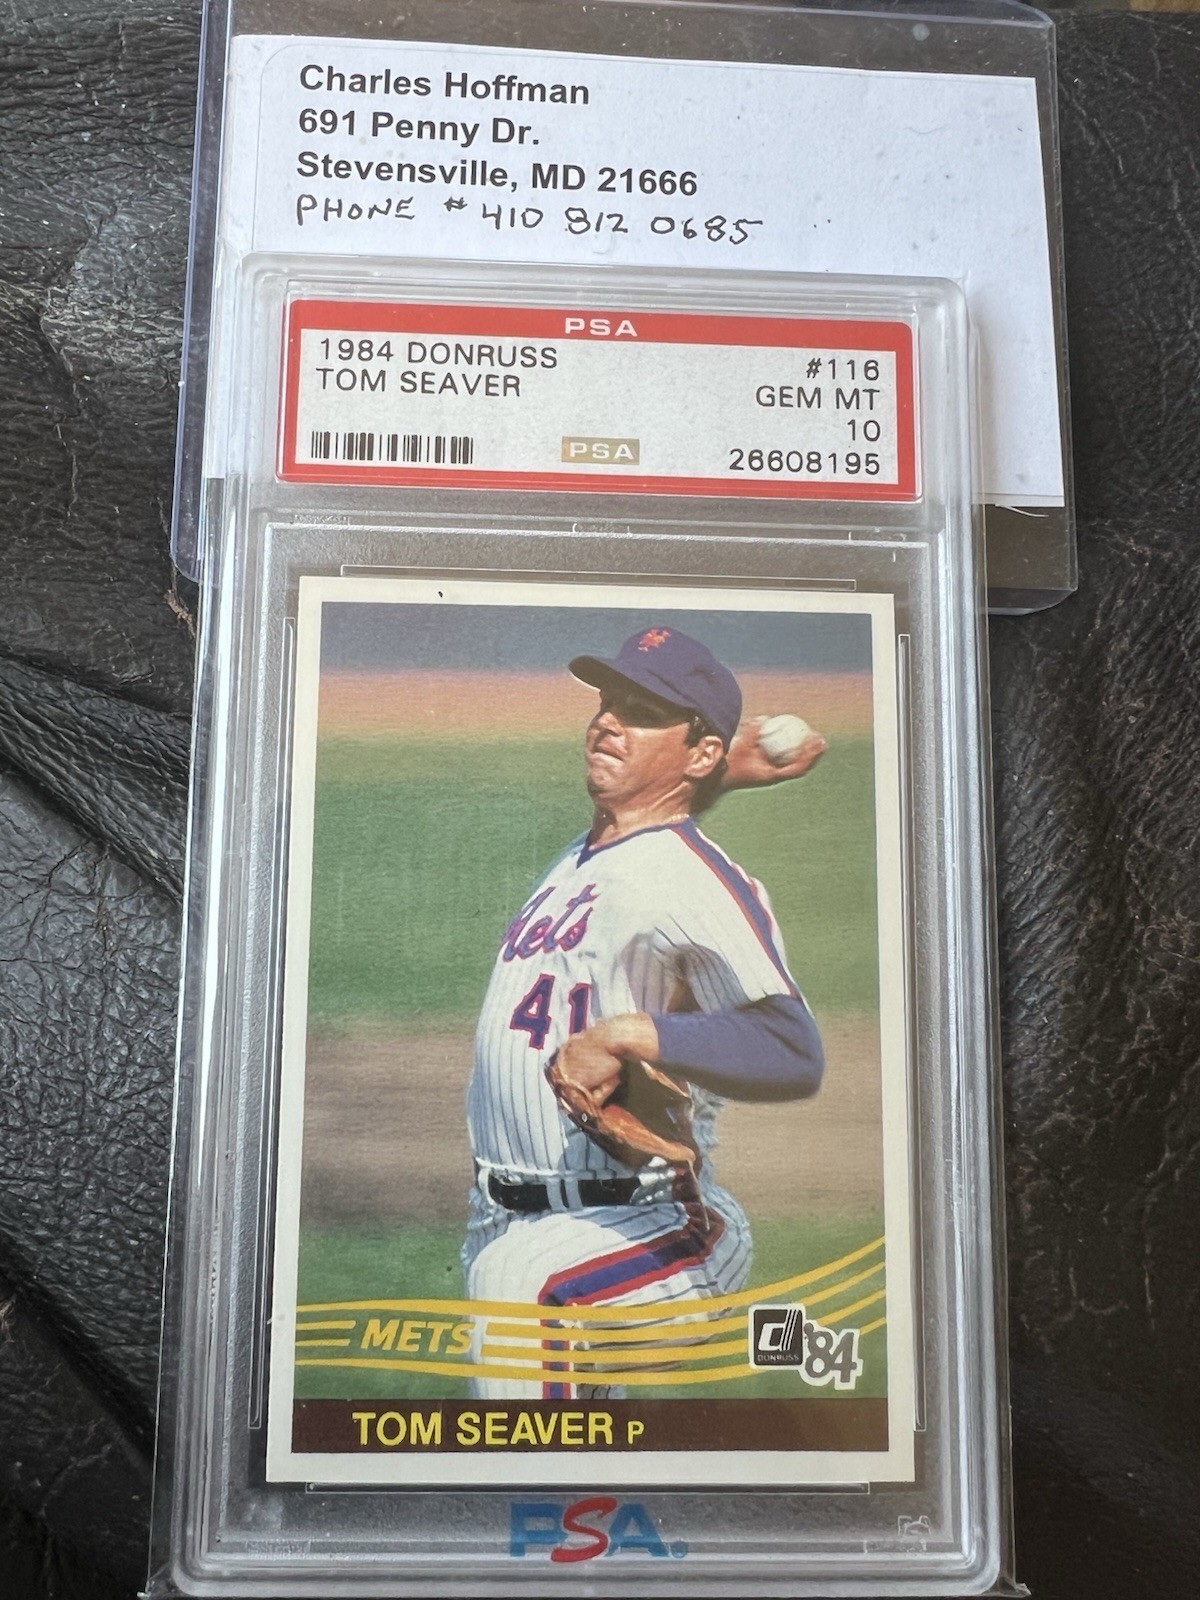 Charles Hoffman
691 Penny Dr.
Stevensville, MD 21666
PHONE # 410 812 0685
PSA
1984 DONRUSS #116
TOM SEAVER GEM MT
10
PSA 26608195
Mets
41
METS
DONRUSS '84
TOM SEAVER P
PSA